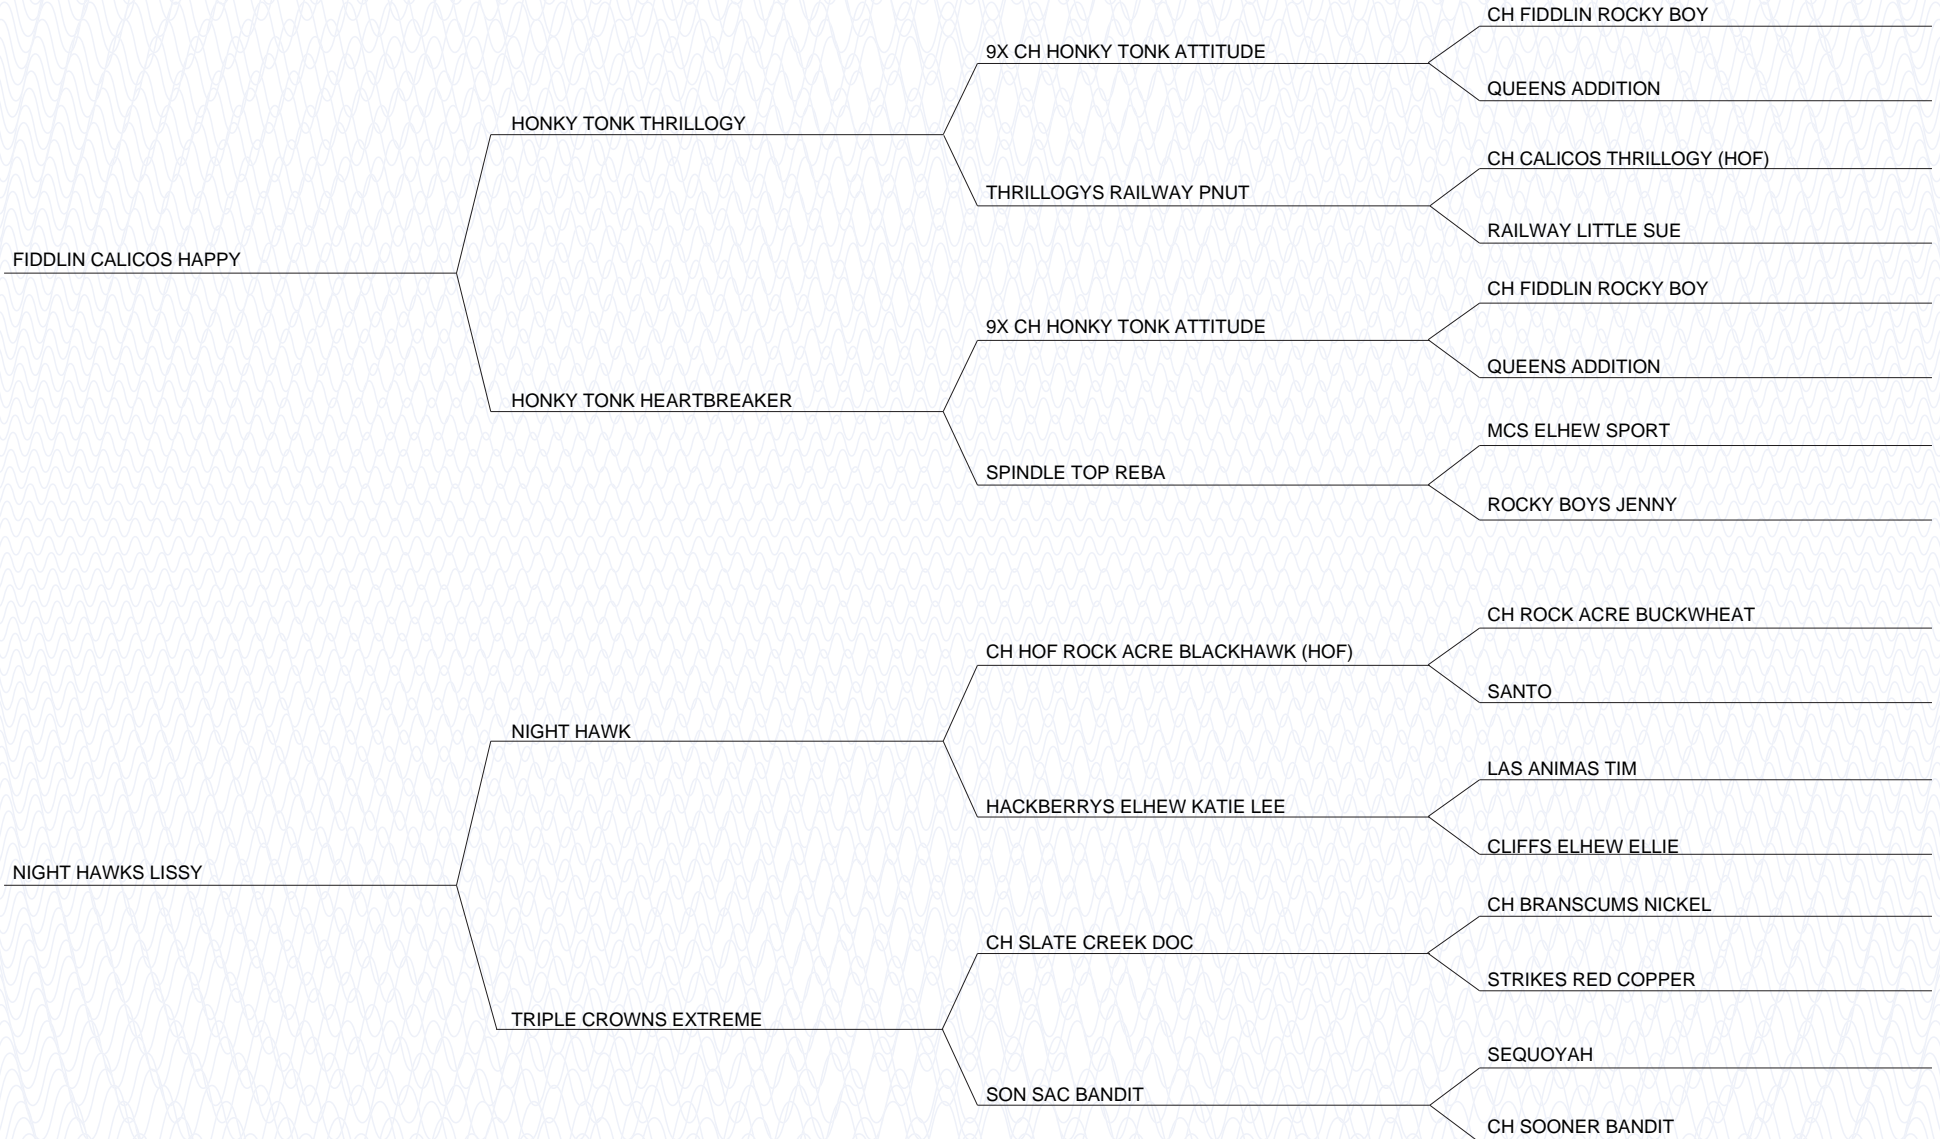 CH FIDDLIN ROCKY BOY
9X CH HONKY TONK ATTITUDE
QUEENS ADDITION
HONKY TONK THRILLOGY
CH CALICOS THRILLOGY (HOF)
THRILLOGYS RAILWAY PNUT
RAILWAY LITTLE SUE
FIDDLIN CALICOS HAPPY
CH FIDDLIN ROCKY BOY
9X CH HONKY TONK ATTITUDE
QUEENS ADDITION
HONKY TONK HEARTBREAKER
MCS ELHEW SPORT
SPINDLE TOP REBA
ROCKY BOYS JENNY
CH ROCK ACRE BUCKWHEAT
CH HOF ROCK ACRE BLACKHAWK (HOF)
SANTO
NIGHT HAWK
LAS ANIMAS TIM
HACKBERRYS ELHEW KATIE LEE
CLIFFS ELHEW ELLIE
NIGHT HAWKS LISSY
CH BRANSCUMS NICKEL
CH SLATE CREEK DOC
STRIKES RED COPPER
TRIPLE CROWNS EXTREME
SEQUOYAH
SON SAC BANDIT
CH SOONER BANDIT